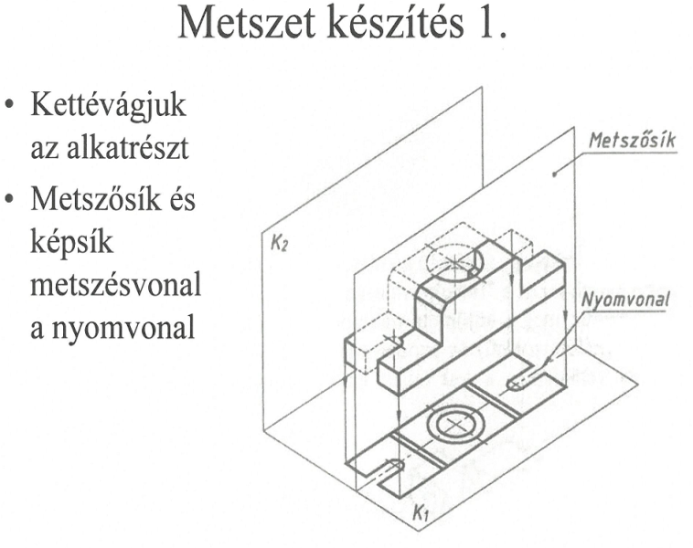 Metszet készítés 1.
• Kettévágjuk
az alkatrészt
• Metszősík és
képsík
metszésvonal
a nyomvonal
Metszősík
K2
Nyomvonal
K1